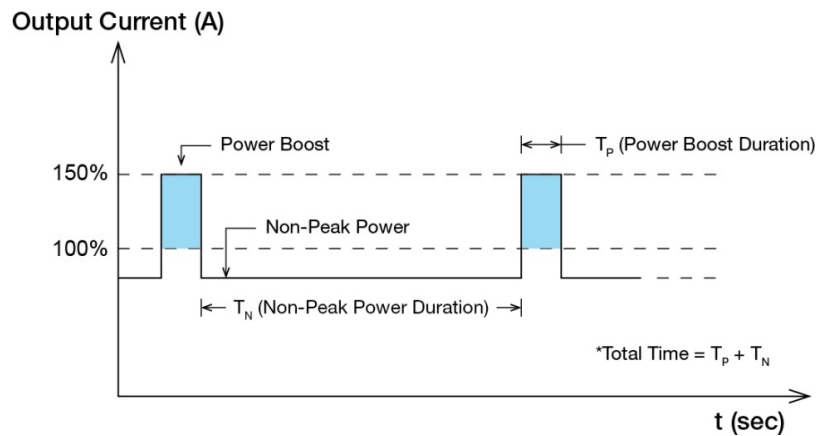 Output Current (A)
Power Boost
T_P (Power Boost Duration)
150%
Non-Peak Power
100%
T_N (Non-Peak Power Duration)
*Total Time = T_P + T_N
t (sec)